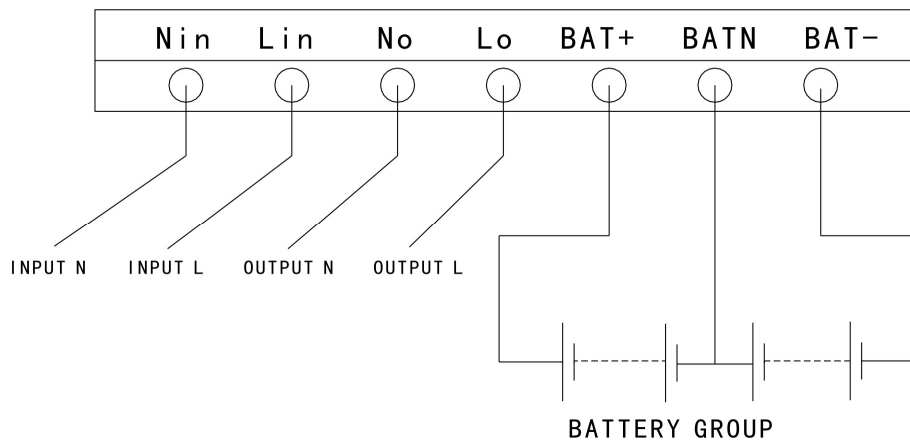 Nin Lin No Lo BAT+ BATN BAT-
INPUT N INPUT L OUTPUT N OUTPUT L
BATTERY GROUP